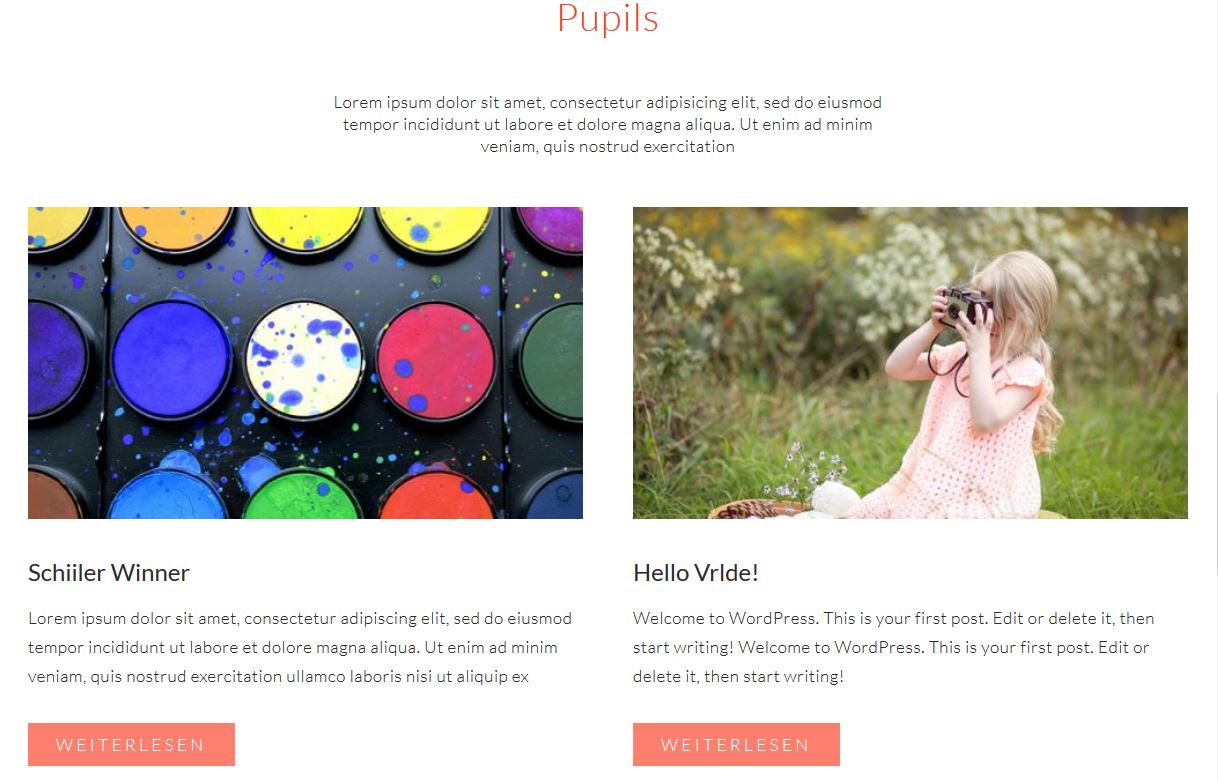 Pupils
Lorem ipsum dolor sit amet, consectetur adipisicing elit, sed do eiusmod
tempor incididunt ut labore et dolore magna aliqua. Ut enim ad minim
veniam, quis nostrud exercitation
Schiiler Winner
Lorem ipsum dolor sit amet, consectetur adipiscing elit, sed do eiusmod
tempor incididunt ut labore et dolore magna aliqua. Ut enim ad minim
veniam, quis nostrud exercitation ullamco laboris nisi ut aliquip ex
WEITERLESEN
Hello Vrlde!
Welcome to WordPress. This is your first post. Edit or delete it, then
start writing! Welcome to WordPress. This is your first post. Edit or
delete it, then start writing!
WEITERLESEN